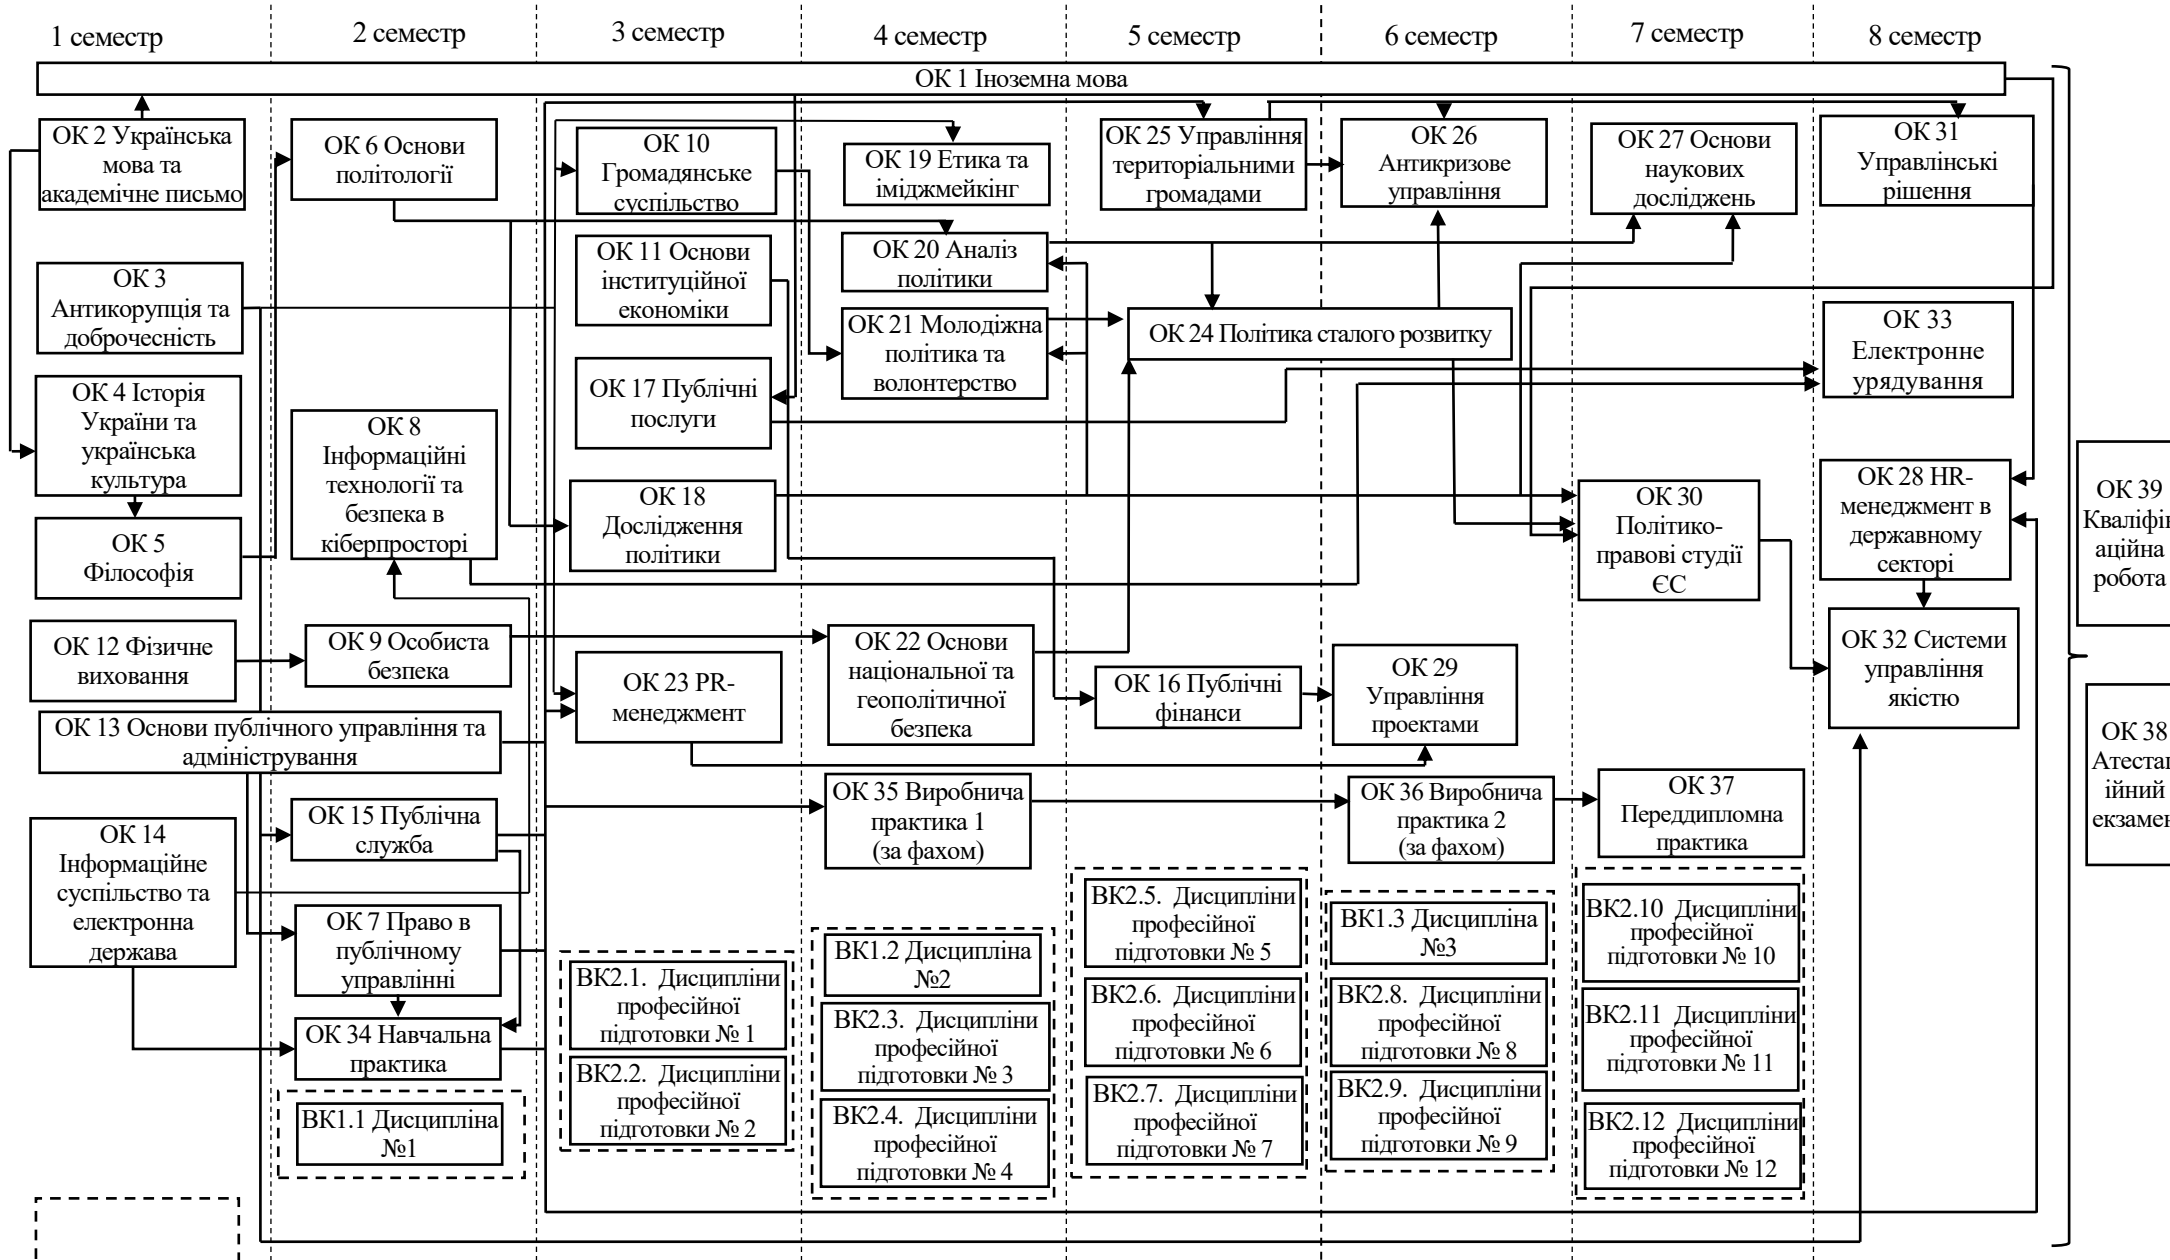 1 семестр
2 семестр
3 семестр
4 семестр
5 семестр
6 семестр
7 семестр
8 семестр
ОК 1 Іноземна мова
ОК 2 Українська
мова та
академічне письмо
ОК 3
Антикорупція та
доброчесність
ОК 4 Історія
України та
українська
культура
ОК 5
Філософія
ОК 12 Фізичне
виховання
ОК 13 Основи публічного управління та
адміністрування
ОК 14
Інформаційне
суспільство та
електронна
держава
ОК 6 Основи
політології
ОК 8
Інформаційні
технології та
безпека в
кіберпросторі
ОК 9 Особиста
безпека
ОК 15 Публічна
служба
ОК 7 Право в
публічному
управлінні
ОК 34 Навчальна
практика
ВК1.1 Дисципліна
№1
ОК 10
Громадянське
суспільство
ОК 11 Основи
інституційної
економіки
ОК 17 Публічні
послуги
ОК 18
Дослідження
політики
ОК 23 PR-
менеджмент
ВК2.1. Дисципліни
професійної
підготовки № 1
ВК2.2. Дисципліни
професійної
підготовки № 2
ОК 19 Етика та
іміджмейкінг
ОК 20 Аналіз
політики
ОК 21 Молодіжна
політика та
волонтерство
ОК 22 Основи
національної та
геополітичної
безпека
ОК 35 Виробнича
практика 1
(за фахом)
ВК1.2 Дисципліна
№2
ВК2.3. Дисципліни
професійної
підготовки № 3
ВК2.4. Дисципліни
професійної
підготовки № 4
ОК 25 Управління
територіальними
громадами
ОК 24 Політика сталого розвитку
ОК 16 Публічні
фінанси
ВК2.5. Дисципліни
професійної
підготовки № 5
ВК2.6. Дисципліни
професійної
підготовки № 6
ВК2.7. Дисципліни
професійної
підготовки № 7
ОК 26
Антикризове
управління
ОК 29
Управління
проектами
ОК 36 Виробнича
практика 2
(за фахом)
ВК1.3 Дисципліна
№3
ВК2.8. Дисципліни
професійної
підготовки № 8
ВК2.9. Дисципліни
професійної
підготовки № 9
ОК 27 Основи
наукових
досліджень
ОК 30
Політико-
правові студії
ЄС
ОК 37
Переддипломна
практика
ВК2.10 Дисципліни
професійної
підготовки № 10
ВК2.11 Дисципліни
професійної
підготовки № 11
ВК2.12 Дисципліни
професійної
підготовки № 12
ОК 31
Управлінські
рішення
ОК 33
Електронне
урядування
ОК 28 HR-
менеджмент в
державному
секторі
ОК 32 Системи
управління
якістю
ОК 39
Кваліфік
аційна
робота
ОК 38
Атестац
ійний
екзамен